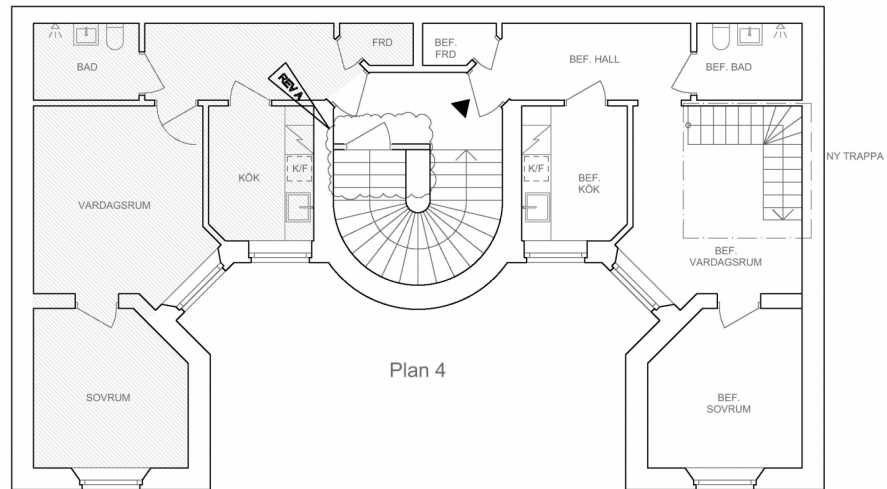 FRD
BEF.
FRD
BEF. HALL
BAD
BEF. BAD
REV A
NY TRAPPA
K/F
K/F
KÖK
BEF.
KÖK
VARDAGSRUM
BEF.
VARDAGSRUM
Plan 4
SOVRUM
BEF.
SOVRUM